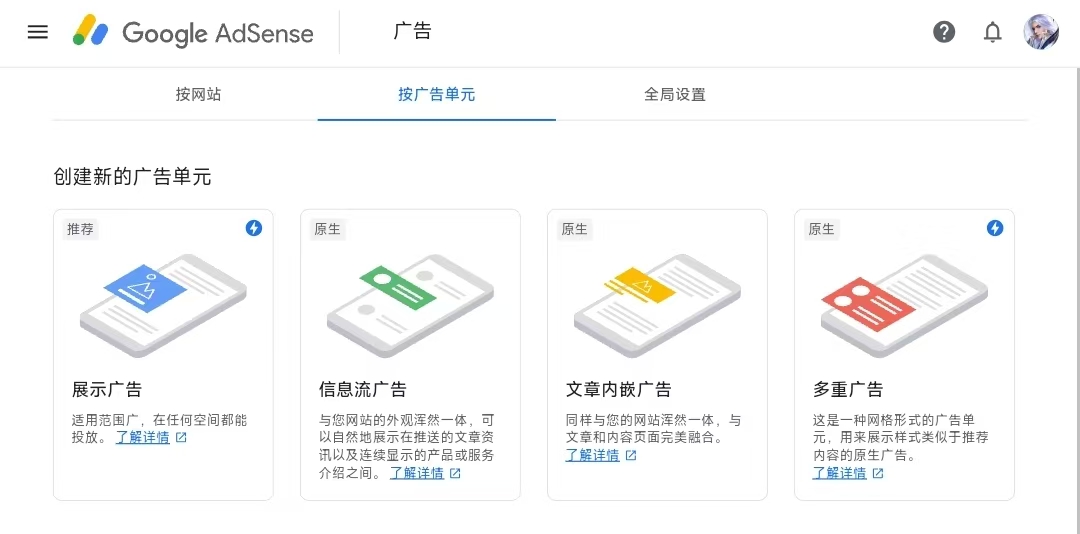 Google AdSense
广告
按网站
按广告单元
全局设置
创建新的广告单元
推荐
展示广告
适用范围广，在任何空间都能
投放。 了解详情
原生
信息流广告
与您网站的外观浑然一体，可
以自然地展示在推送的文章资
讯以及连续显示的产品或服务
介绍之间。 了解详情
原生
文章内嵌广告
同样与您的网站浑然一体，与
文章和内容页面完美融合。
了解详情
原生
多重广告
这是一种网格形式的广告单
元，用来展示样式类似于推荐
内容的原生广告。
了解详情